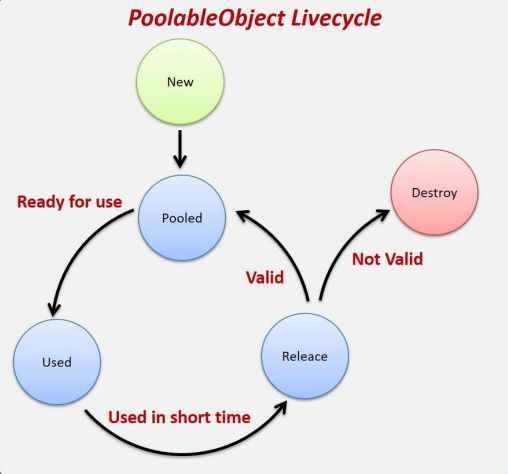 PoolableObject Livecycle
New
Ready for use
Pooled
Destroy
Valid
Not Valid
Used
Releace
Used in short time